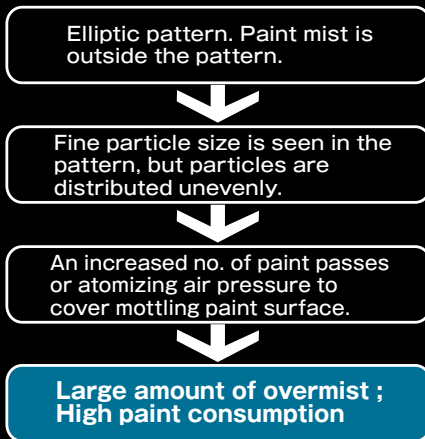 Elliptic pattern. Paint mist is
outside the pattern.
Fine particle size is seen in the
pattern, but particles are
distributed unevenly.
An increased no. of paint passes
or atomizing air pressure to
cover mottling paint surface.
Large amount of overmist ;
High paint consumption